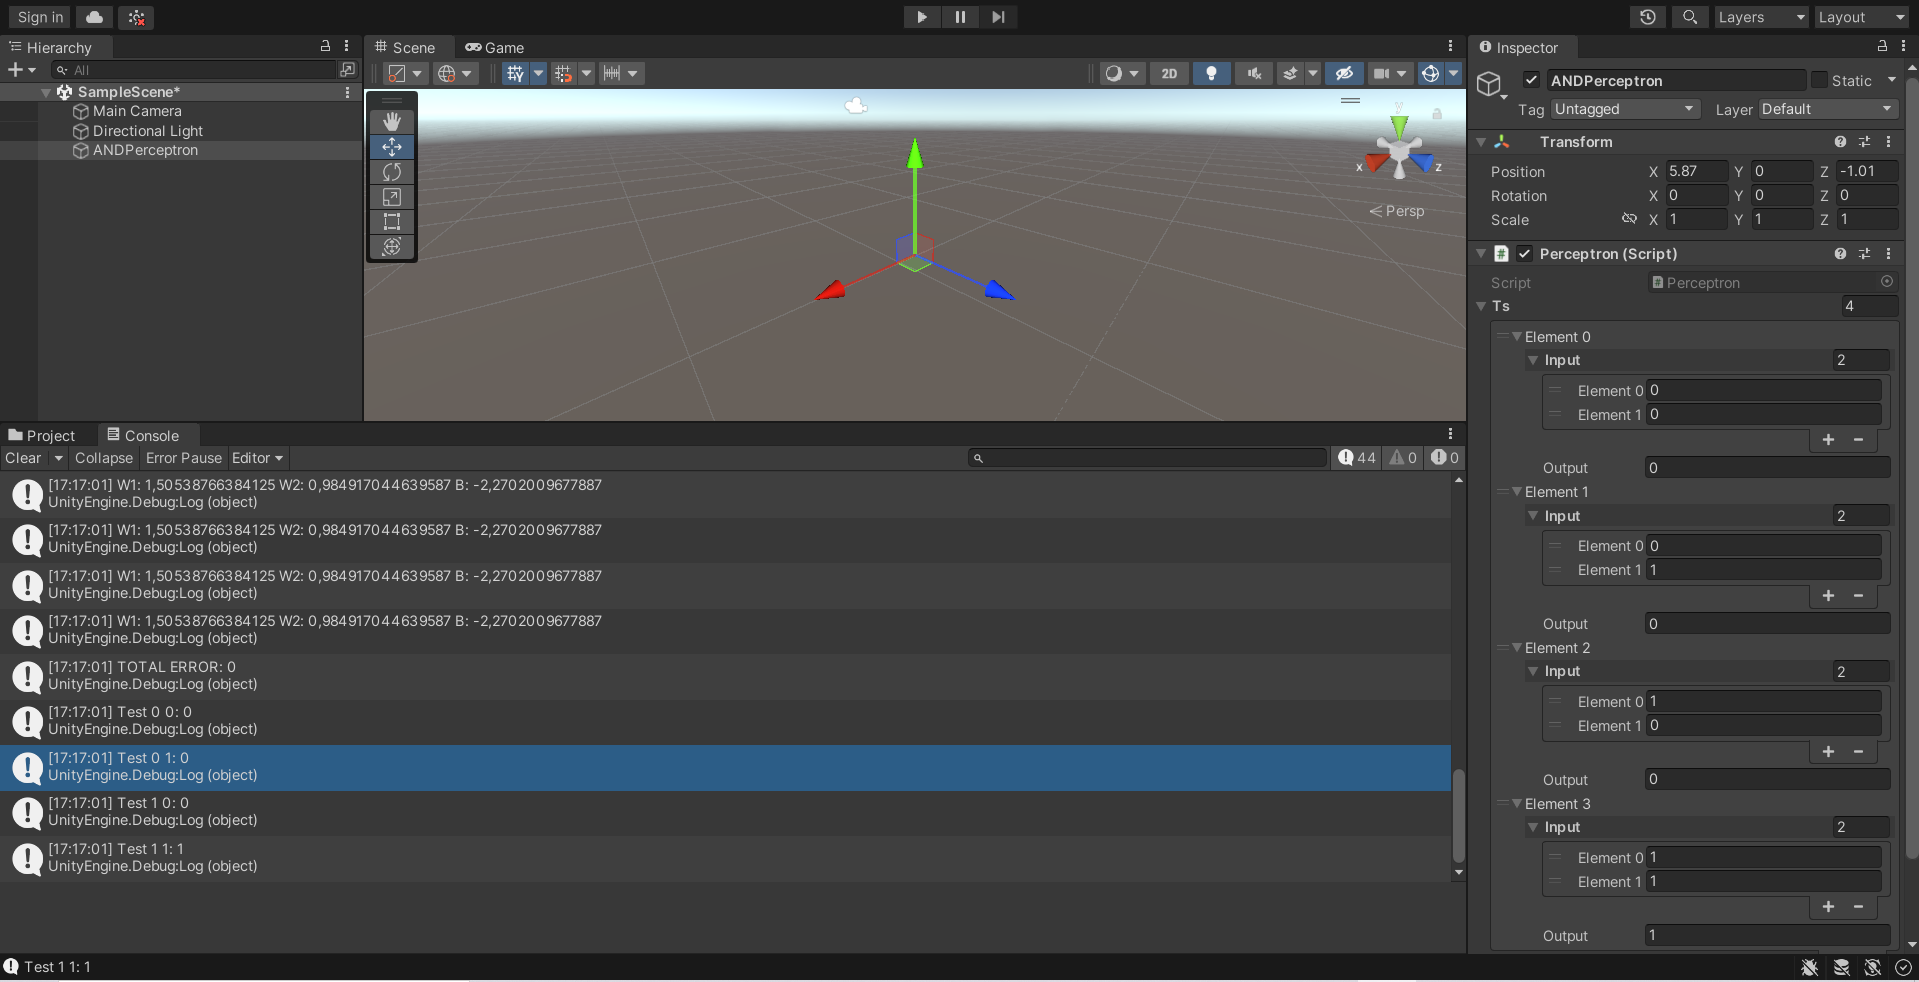 Sign in
Layers
Layout
Hierarchy
All
SampleScene*
Main Camera
Directional Light
ANDPerceptron
Scene
Game
2D
y
x
z
Persp
Project
Console
Clear
Collapse
Error Pause
Editor
44
0
0
[17:17:01] W1: 1,50538766384125 W2: 0,984917044639587 B: -2,2702009677887
UnityEngine.Debug:Log (object)
[17:17:01] W1: 1,50538766384125 W2: 0,984917044639587 B: -2,2702009677887
UnityEngine.Debug:Log (object)
[17:17:01] W1: 1,50538766384125 W2: 0,984917044639587 B: -2,2702009677887
UnityEngine.Debug:Log (object)
[17:17:01] W1: 1,50538766384125 W2: 0,984917044639587 B: -2,2702009677887
UnityEngine.Debug:Log (object)
[17:17:01] TOTAL ERROR: 0
UnityEngine.Debug:Log (object)
[17:17:01] Test 0 0: 0
UnityEngine.Debug:Log (object)
[17:17:01] Test 0 1: 0
UnityEngine.Debug:Log (object)
[17:17:01] Test 1 0: 0
UnityEngine.Debug:Log (object)
[17:17:01] Test 1 1: 1
UnityEngine.Debug:Log (object)
Test 1 1: 1
Inspector
ANDPerceptron
Static
Tag Untagged Layer Default
Transform
Position X 5.87 Y 0 Z -1.01
Rotation X 0 Y 0 Z 0
Scale X 1 Y 1 Z 1
# Perceptron (Script)
Script # Perceptron
Ts 4
Element 0
Input 2
Element 0 0
Element 1 0
+ −
Output 0
Element 1
Input 2
Element 0 0
Element 1 1
+ −
Output 0
Element 2
Input 2
Element 0 1
Element 1 0
+ −
Output 0
Element 3
Input 2
Element 0 1
Element 1 1
+ −
Output 1